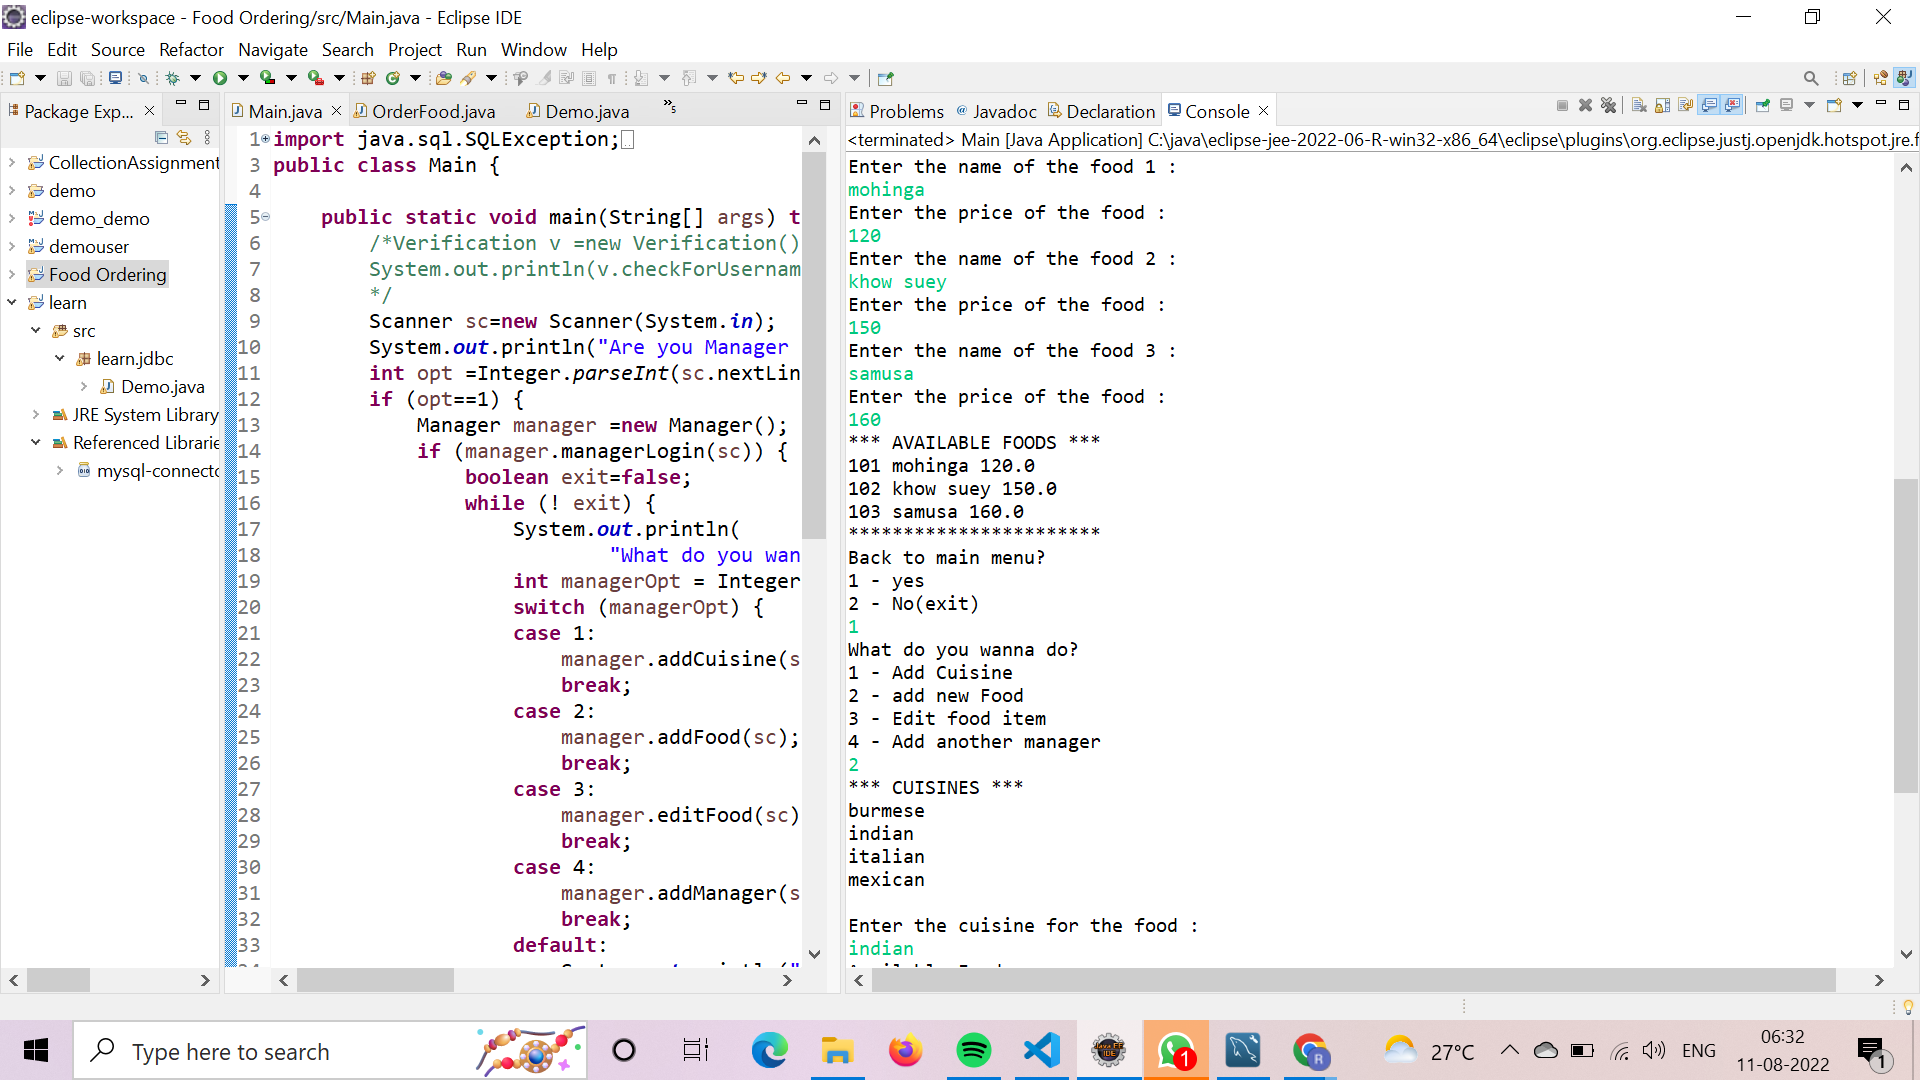 eclipse-workspace - Food Ordering/src/Main.java - Eclipse IDE
File Edit Source Refactor Navigate Search Project Run Window Help
Package Exp...
CollectionAssignment
demo
demo_demo
demouser
Food Ordering
learn
src
learn.jdbc
Demo.java
JRE System Library
Referenced Librarie
mysql-connecto
Main.java OrderFood.java Demo.java »5
1 import java.sql.SQLException;
3 public class Main {
4
5 public static void main(String[] args) t
6 /*Verification v =new Verification()
7 System.out.println(v.checkForUsernam
8 */
9 Scanner sc=new Scanner(System.in);
10 System.out.println("Are you Manager
11 int opt =Integer.parseInt(sc.nextLin
12 if (opt==1) {
13 Manager manager =new Manager();
14 if (manager.managerLogin(sc)) {
15 boolean exit=false;
16 while (! exit) {
17 System.out.println(
18 "What do you wan
19 int managerOpt = Integer
20 switch (managerOpt) {
21 case 1:
22 manager.addCuisine(s
23 break;
24 case 2:
25 manager.addFood(sc);
26 break;
27 case 3:
28 manager.editFood(sc)
29 break;
30 case 4:
31 manager.addManager(s
32 break;
33 default:
Problems Javadoc Declaration Console
<terminated> Main [Java Application] C:\java\eclipse-jee-2022-06-R-win32-x86_64\eclipse\plugins\org.eclipse.justj.openjdk.hotspot.jre.f
Enter the name of the food 1 :
mohinga
Enter the price of the food :
120
Enter the name of the food 2 :
khow suey
Enter the price of the food :
150
Enter the name of the food 3 :
samusa
Enter the price of the food :
160
*** AVAILABLE FOODS ***
101 mohinga 120.0
102 khow suey 150.0
103 samusa 160.0
***********************
Back to main menu?
1 - yes
2 - No(exit)
1
What do you wanna do?
1 - Add Cuisine
2 - add new Food
3 - Edit food item
4 - Add another manager
2
*** CUISINES ***
burmese
indian
italian
mexican
Enter the cuisine for the food :
indian
Type here to search
1
R
27°C
ENG
06:32
11-08-2022
1